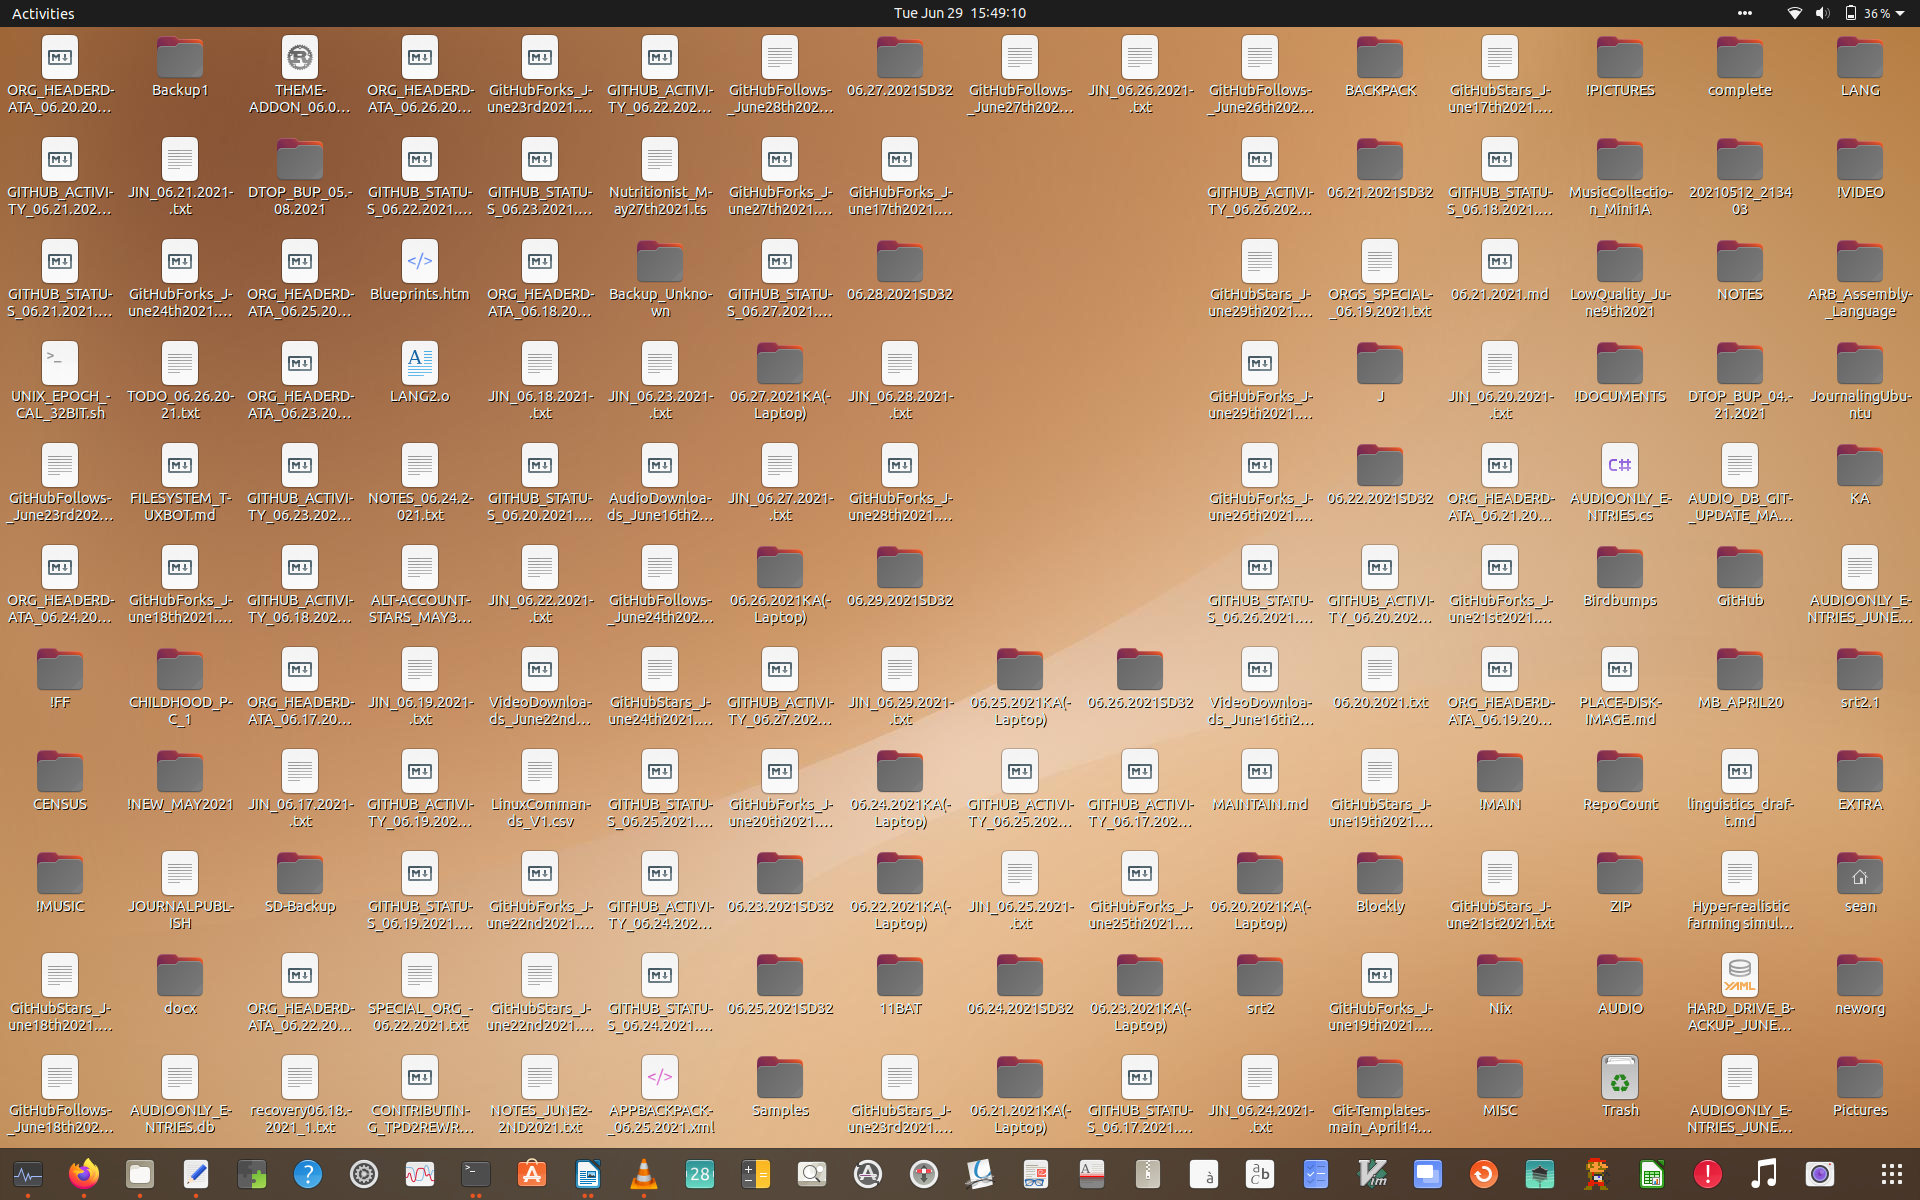 Activities
Tue Jun 29 15:49:10
36 %
ORG_HEADERD-
ATA_06.20.20...
Backup1
THEME-
ADDON_06.0...
ORG_HEADERD-
ATA_06.26.20...
GitHubForks_J-
une23rd2021....
GITHUB_ACTIVI-
TY_06.22.202...
GitHubFollows-
_June28th202...
06.27.2021SD32
GitHubFollows-
_June27th202...
JIN_06.26.2021-
.txt
GitHubFollows-
_June26th202...
BACKPACK
GitHubStars_J-
une17th2021....
!PICTURES
complete
LANG
GITHUB_ACTIVI-
TY_06.21.202...
JIN_06.21.2021-
.txt
DTOP_BUP_05.-
08.2021
GITHUB_STATU-
S_06.22.2021....
GITHUB_STATU-
S_06.23.2021....
Nutritionist_M-
ay27th2021.ts
GitHubForks_J-
une27th2021....
GitHubForks_J-
une17th2021....
GITHUB_ACTIVI-
TY_06.26.202...
06.21.2021SD32
GITHUB_STATU-
S_06.18.2021....
MusicCollectio-
n_Mini1A
20210512_2134
03
!VIDEO
GITHUB_STATU-
S_06.21.2021....
GitHubForks_J-
une24th2021....
ORG_HEADERD-
ATA_06.25.20...
Blueprints.htm
ORG_HEADERD-
ATA_06.18.20...
Backup_Unkno-
wn
GITHUB_STATU-
S_06.27.2021....
06.28.2021SD32
GitHubStars_J-
une29th2021....
ORGS_SPECIAL-
_06.19.2021.txt
06.21.2021.md
LowQuality_Ju-
ne9th2021
NOTES
ARB_Assembly-
_Language
UNIX_EPOCH_-
CAL_32BIT.sh
TODO_06.26.20-
21.txt
ORG_HEADERD-
ATA_06.23.20...
LANG2.o
JIN_06.18.2021-
.txt
JIN_06.23.2021-
.txt
06.27.2021KA(-
Laptop)
JIN_06.28.2021-
.txt
GitHubForks_J-
une29th2021....
J
JIN_06.20.2021-
.txt
!DOCUMENTS
DTOP_BUP_04.-
21.2021
JournalingUbu-
ntu
GitHubFollows-
_June23rd202...
FILESYSTEM_T-
UXBOT.md
GITHUB_ACTIVI-
TY_06.23.202...
NOTES_06.24.2-
021.txt
GITHUB_STATU-
S_06.20.2021....
AudioDownloa-
ds_June16th2...
JIN_06.27.2021-
.txt
GitHubForks_J-
une28th2021....
GitHubForks_J-
une26th2021....
06.22.2021SD32
ORG_HEADERD-
ATA_06.21.20...
C#
AUDIOONLY_E-
NTRIES.cs
AUDIO_DB_GIT-
_UPDATE_MA...
KA
ORG_HEADERD-
ATA_06.24.20...
GitHubForks_J-
une18th2021....
GITHUB_ACTIVI-
TY_06.18.202...
ALT-ACCOUNT-
STARS_MAY3...
JIN_06.22.2021-
.txt
GitHubFollows-
_June24th202...
06.26.2021KA(-
Laptop)
06.29.2021SD32
GITHUB_STATU-
S_06.26.2021....
GITHUB_ACTIVI-
TY_06.20.202...
GitHubForks_J-
une21st2021....
Birdbumps
GitHub
AUDIOONLY_E-
NTRIES_JUNE...
!FF
CHILDHOOD_P-
C_1
ORG_HEADERD-
ATA_06.17.20...
JIN_06.19.2021-
.txt
VideoDownloa-
ds_June22nd...
GitHubStars_J-
une24th2021....
GITHUB_ACTIVI-
TY_06.27.202...
JIN_06.29.2021-
.txt
06.25.2021KA(-
Laptop)
06.26.2021SD32
VideoDownloa-
ds_June16th2...
06.20.2021.txt
ORG_HEADERD-
ATA_06.19.20...
PLACE-DISK-
IMAGE.md
MB_APRIL20
srt2.1
CENSUS
!NEW_MAY2021
JIN_06.17.2021-
.txt
GITHUB_ACTIVI-
TY_06.19.202...
LinuxComman-
ds_V1.csv
GITHUB_STATU-
S_06.25.2021....
GitHubForks_J-
une20th2021....
06.24.2021KA(-
Laptop)
GITHUB_ACTIVI-
TY_06.25.202...
GITHUB_ACTIVI-
TY_06.17.202...
MAINTAIN.md
GitHubStars_J-
une19th2021....
!MAIN
RepoCount
linguistics_draf-
t.md
EXTRA
!MUSIC
JOURNALPUBL-
ISH
SD-Backup
GITHUB_STATU-
S_06.19.2021....
GitHubForks_J-
une22nd2021....
GITHUB_ACTIVI-
TY_06.24.202...
06.23.2021SD32
06.22.2021KA(-
Laptop)
JIN_06.25.2021-
.txt
GitHubForks_J-
une25th2021....
06.20.2021KA(-
Laptop)
Blockly
GitHubStars_J-
une21st2021.txt
ZIP
Hyper-realistic
farming simul...
sean
GitHubStars_J-
une18th2021....
docx
ORG_HEADERD-
ATA_06.22.20...
SPECIAL_ORG_-
06.22.2021.txt
GitHubStars_J-
une22nd2021....
GITHUB_STATU-
S_06.24.2021....
06.25.2021SD32
11BAT
06.24.2021SD32
06.23.2021KA(-
Laptop)
srt2
GitHubForks_J-
une19th2021....
Nix
AUDIO
YAML
HARD_DRIVE_B-
ACKUP_JUNE...
neworg
GitHubFollows-
_June18th202...
AUDIOONLY_E-
NTRIES.db
recovery06.18.-
2021_1.txt
CONTRIBUTIN-
G_TPD2REWR...
NOTES_JUNE2-
2ND2021.txt
APPBACKPACK-
_06.25.2021.xml
Samples
GitHubStars_J-
une23rd2021....
06.21.2021KA(-
Laptop)
GITHUB_STATU-
S_06.17.2021....
JIN_06.24.2021-
.txt
Git-Templates-
main_April14...
MISC
Trash
AUDIOONLY_E-
NTRIES_JUNE...
Pictures
28